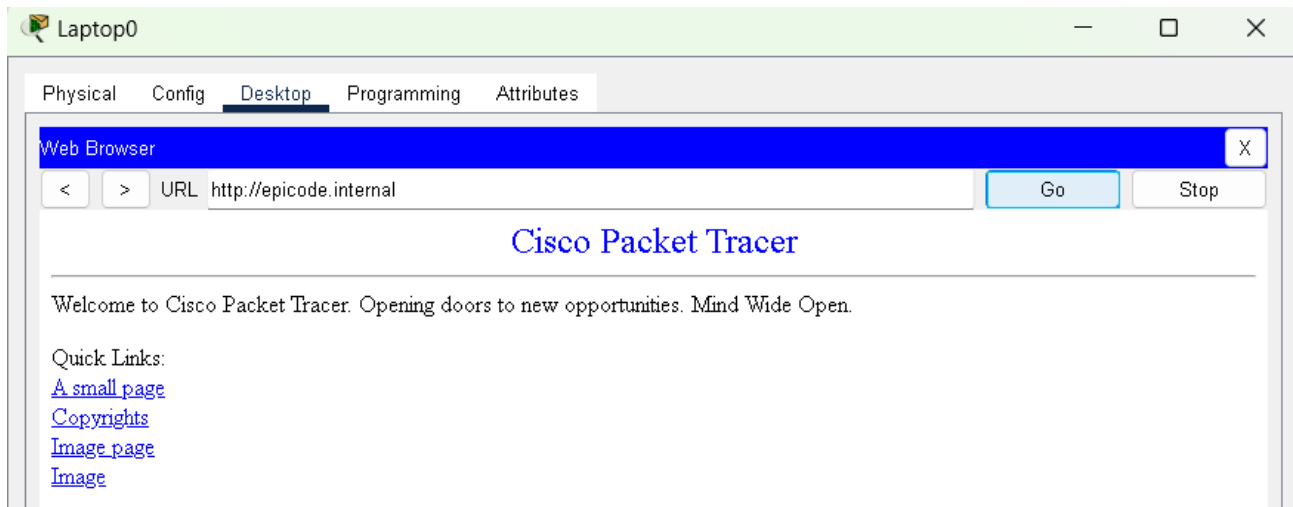 Laptop0
Physical Config Desktop Programming Attributes
Web Browser X
< > URL http://epicode.internal Go Stop
Cisco Packet Tracer
Welcome to Cisco Packet Tracer. Opening doors to new opportunities. Mind Wide Open.
Quick Links:
A small page
Copyrights
Image page
Image